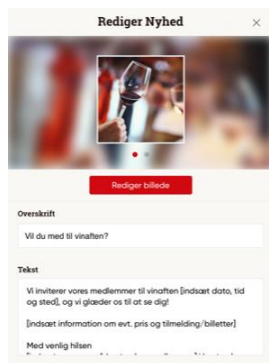 Rediger Nyhed
Rediger billede
Overskrift
Vil du med til vinaften?
Tekst
Vi inviterer vores medlemmer til vinaften [indsæt dato, tid
og sted], og vi glæder os til at se dig!
[indsæt information om evt. pris og tilmelding/billetter]
Med venlig hilsen